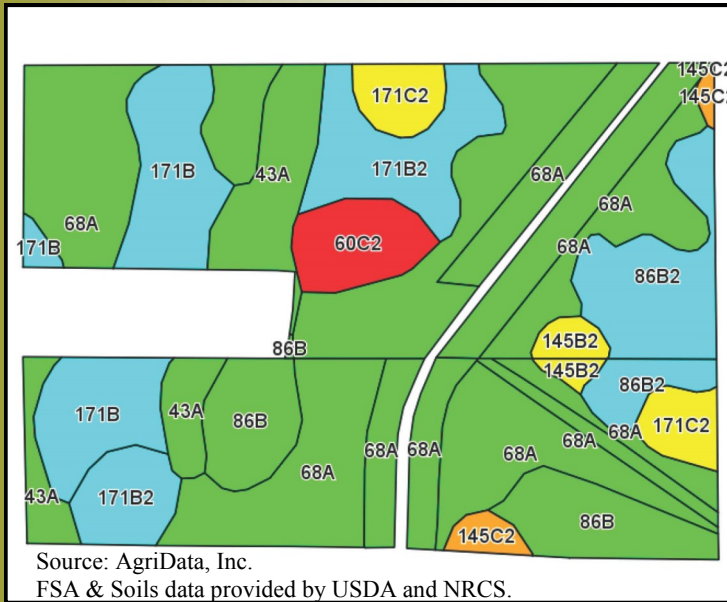 145C2
145C2
171C2
171B
171B2
43A
68A
68A
68A
171B
60C2
68A
86B2
86B
145B2
145B2
86B2
171B
43A
86B
171C2
68A
68A
68A
68A
68A
68A
43A
171B2
86B
145C2
Source: AgriData, Inc.
FSA & Soils data provided by USDA and NRCS.